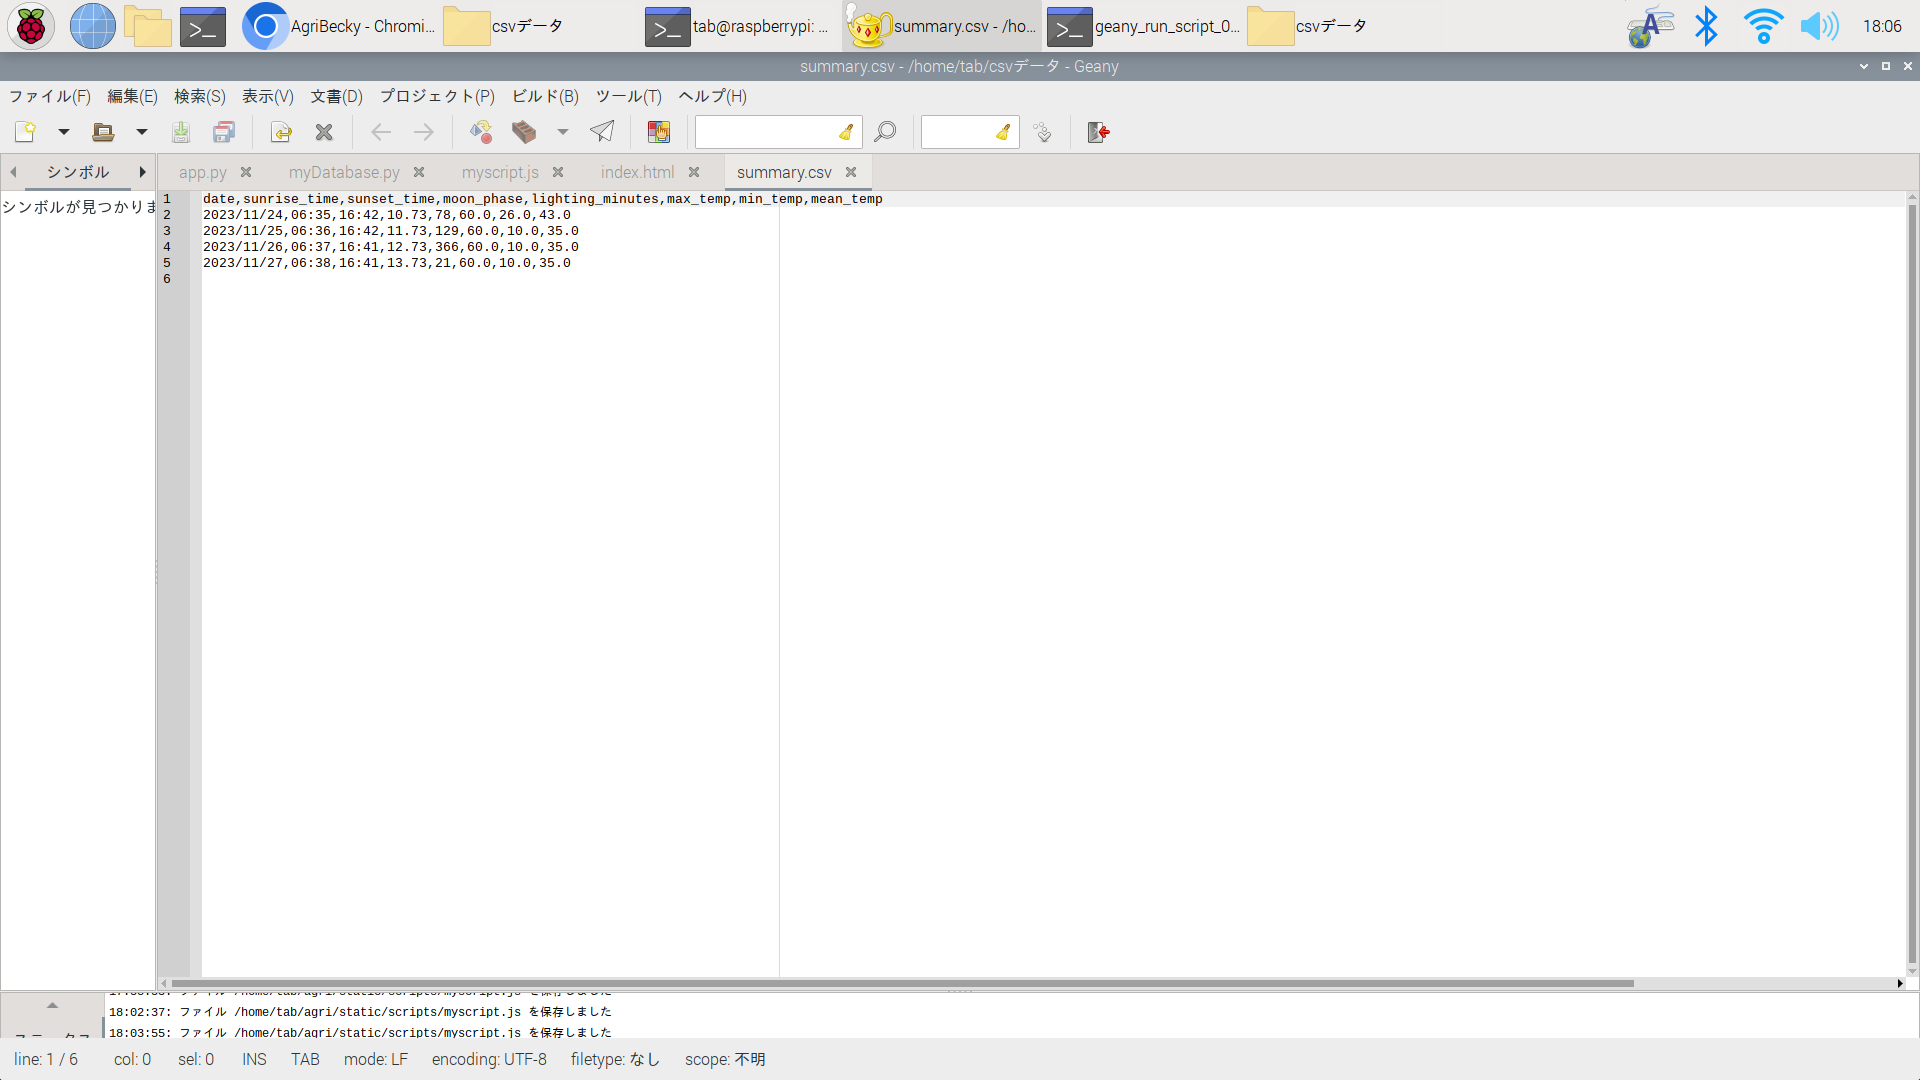 AgriBecky - Chromi... csvデータ tab@raspberrypi: ... summary.csv - /ho... geany_run_script_0... csvデータ 18:06
summary.csv - /home/tab/csvデータ - Geany
ファイル(F) 編集(E) 検索(S) 表示(V) 文書(D) プロジェクト(P) ビルド(B) ツール(T) ヘルプ(H)
シンボル app.py myDatabase.py myscript.js index.html summary.csv
シンボルが見つかりま
1 date,sunrise_time,sunset_time,moon_phase,lighting_minutes,max_temp,min_temp,mean_temp
2 2023/11/24,06:35,16:42,10.73,78,60.0,26.0,43.0
3 2023/11/25,06:36,16:42,11.73,129,60.0,10.0,35.0
4 2023/11/26,06:37,16:41,12.73,366,60.0,10.0,35.0
5 2023/11/27,06:38,16:41,13.73,21,60.0,10.0,35.0
6
18:02:37: ファイル /home/tab/agri/static/scripts/myscript.js を保存しました
18:03:55: ファイル /home/tab/agri/static/scripts/myscript.js を保存しました
line: 1 / 6 col: 0 sel: 0 INS TAB mode: LF encoding: UTF-8 filetype: なし scope: 不明